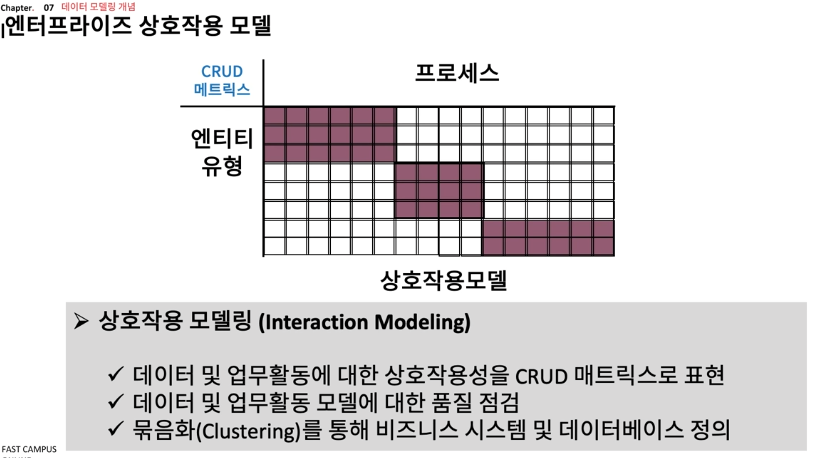 Chapter. 07 데이터 모델링 개념
엔터프라이즈 상호작용 모델
CRUD
메트릭스
프로세스
엔티티
유형
상호작용모델
➢ 상호작용 모델링 (Interaction Modeling)
✓ 데이터 및 업무활동에 대한 상호작용성을 CRUD 매트릭스로 표현
✓ 데이터 및 업무활동 모델에 대한 품질 점검
✓ 묶음화(Clustering)를 통해 비즈니스 시스템 및 데이터베이스 정의
FAST CAMPUS